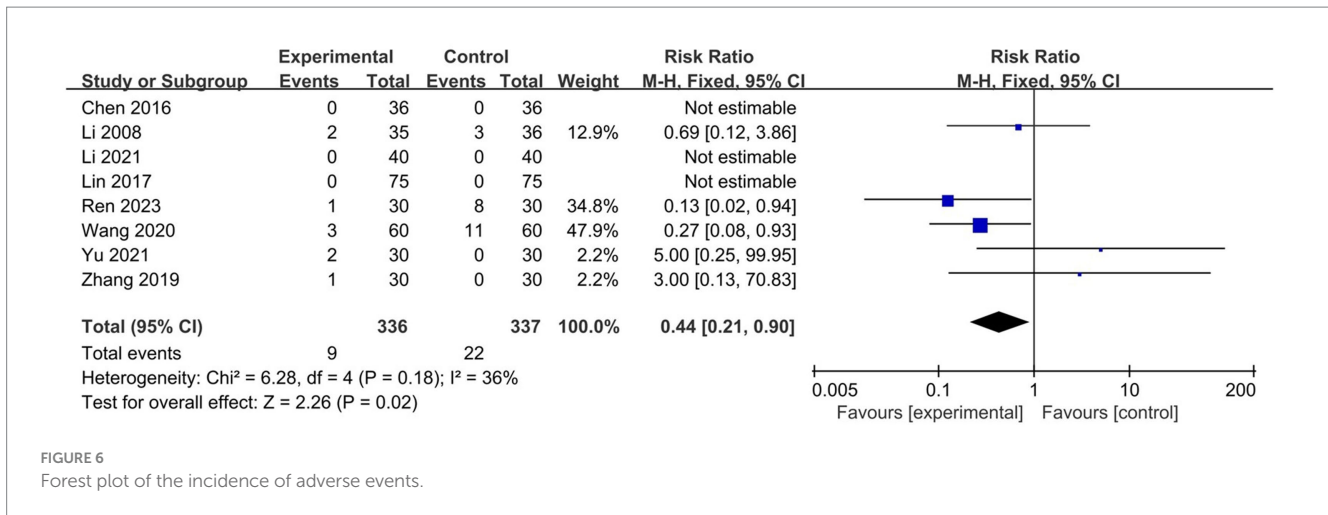 Experimental Control Risk Ratio Risk Ratio
Study or Subgroup Events Total Events Total Weight M-H, Fixed, 95% CI M-H, Fixed, 95% CI
Chen 2016 0 36 0 36 Not estimable
Li 2008 2 35 3 36 12.9% 0.69 [0.12, 3.86]
Li 2021 0 40 0 40 Not estimable
Lin 2017 0 75 0 75 Not estimable
Ren 2023 1 30 8 30 34.8% 0.13 [0.02, 0.94]
Wang 2020 3 60 11 60 47.9% 0.27 [0.08, 0.93]
Yu 2021 2 30 0 30 2.2% 5.00 [0.25, 99.95]
Zhang 2019 1 30 0 30 2.2% 3.00 [0.13, 70.83]
Total (95% CI) 336 337 100.0% 0.44 [0.21, 0.90]
Total events 9 22
Heterogeneity: Chi² = 6.28, df = 4 (P = 0.18); I² = 36%
Test for overall effect: Z = 2.26 (P = 0.02)
0.005 0.1 1 10 200
Favours [experimental] Favours [control]
FIGURE 6
Forest plot of the incidence of adverse events.